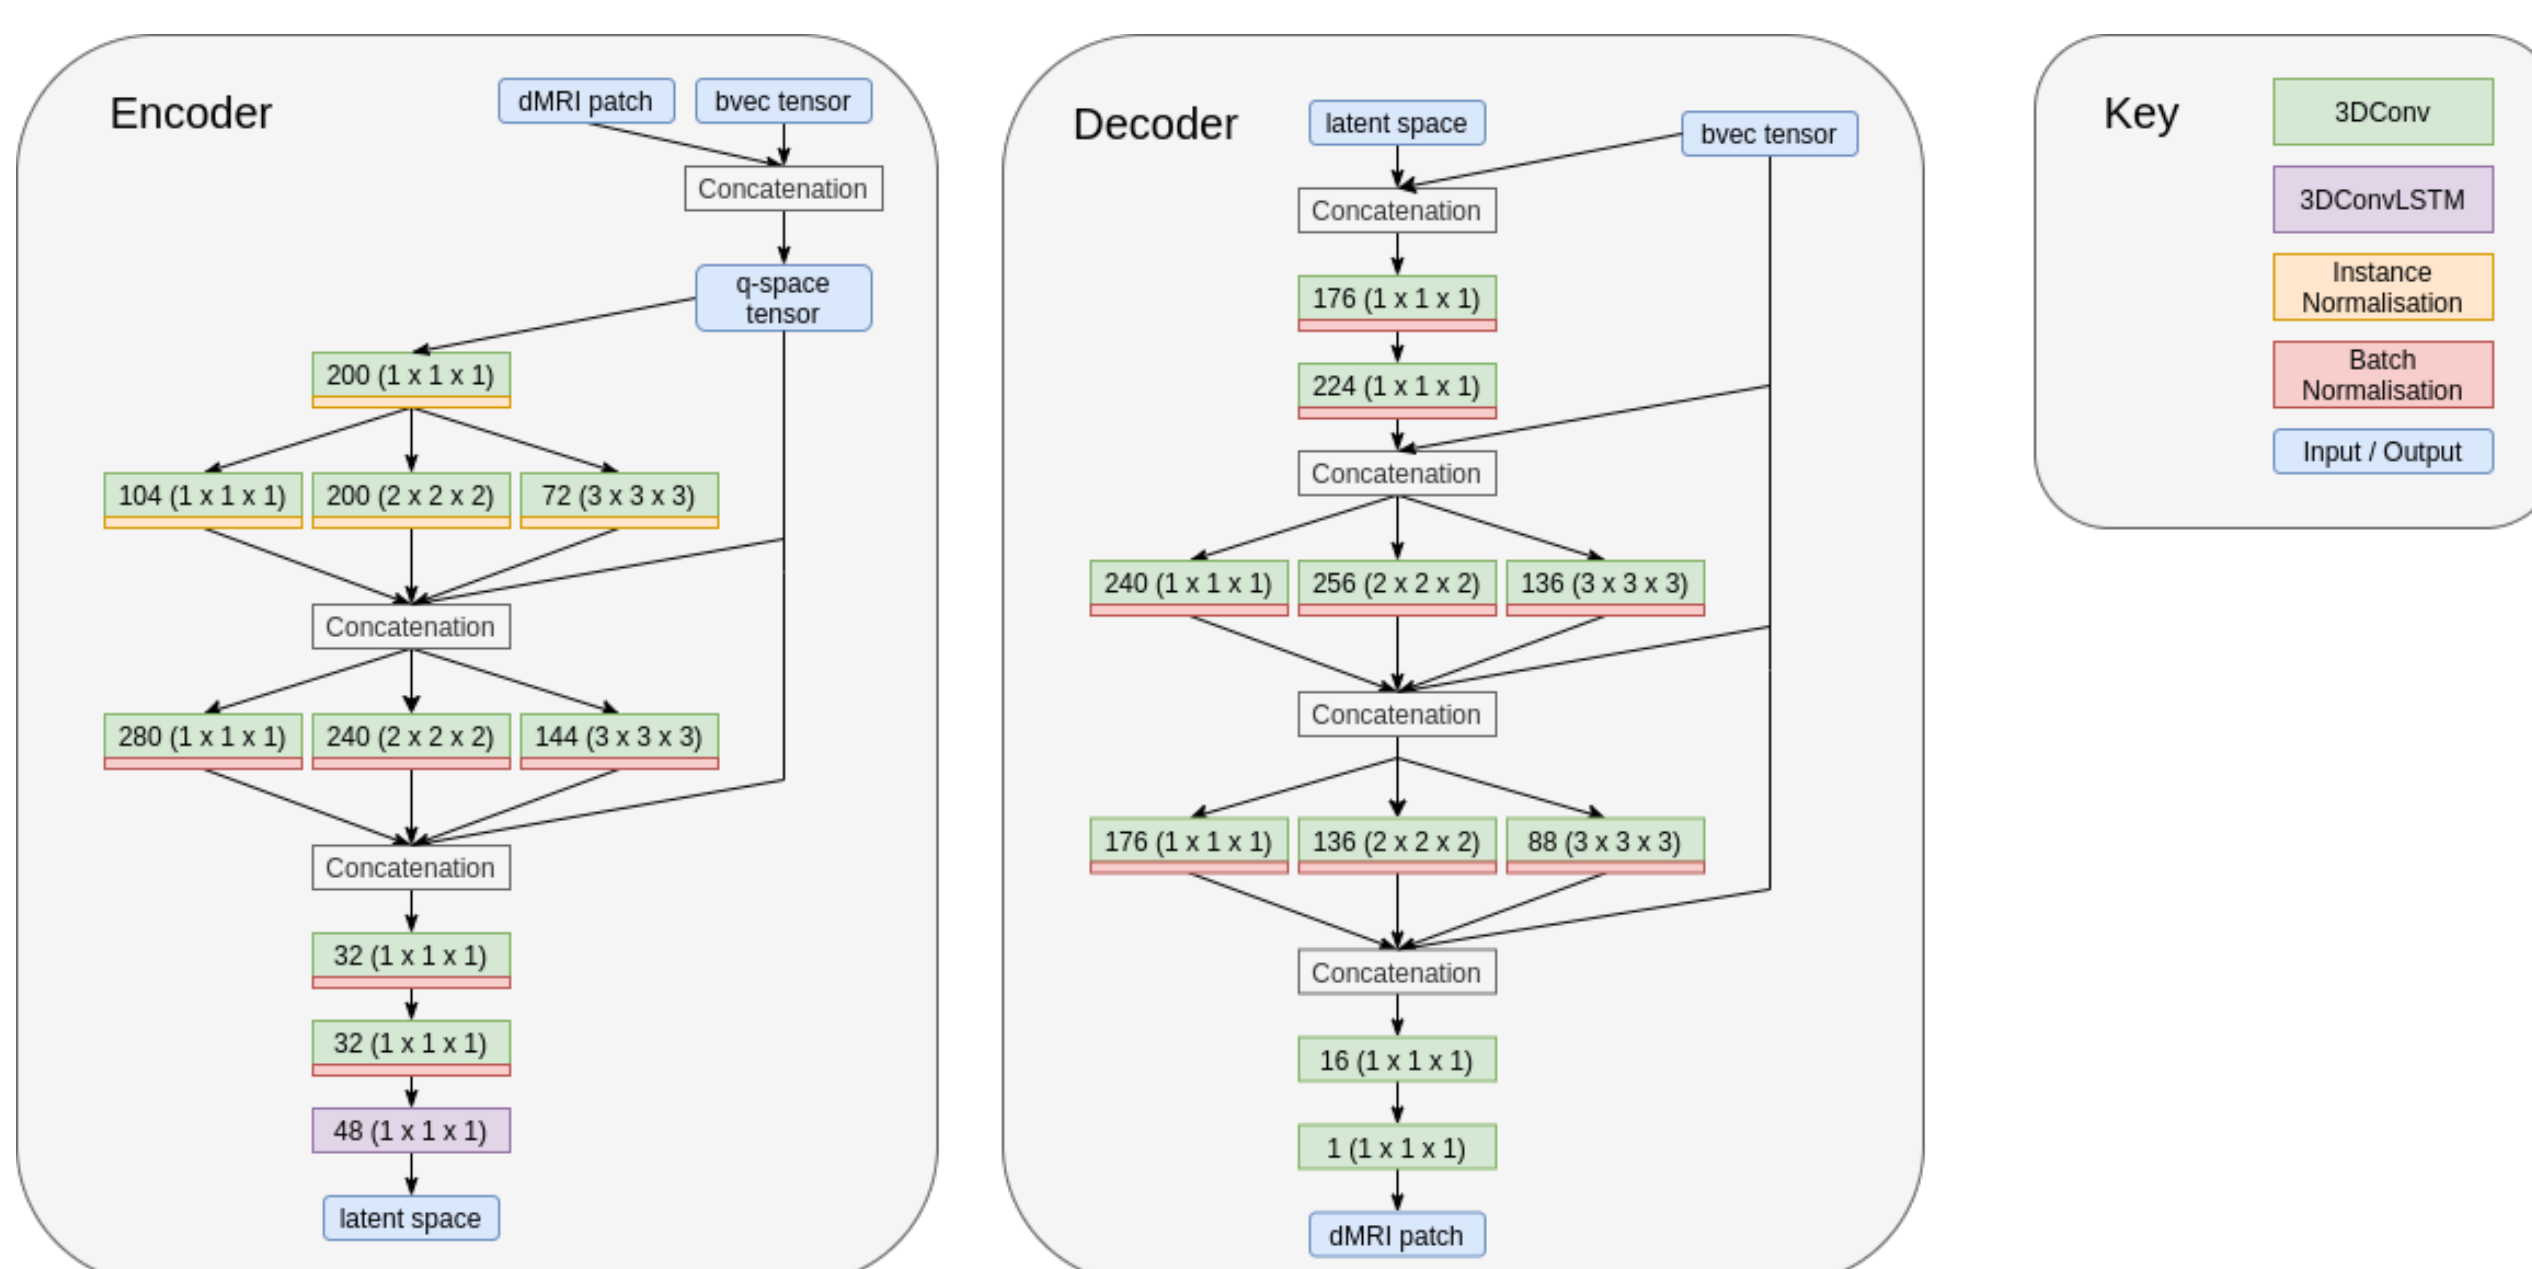 Encoder
dMRI patch
bvec tensor
Concatenation
q-space
tensor
200 (1 x 1 x 1)
104 (1 x 1 x 1)
200 (2 x 2 x 2)
72 (3 x 3 x 3)
Concatenation
280 (1 x 1 x 1)
240 (2 x 2 x 2)
144 (3 x 3 x 3)
Concatenation
32 (1 x 1 x 1)
32 (1 x 1 x 1)
48 (1 x 1 x 1)
latent space
Decoder
latent space
bvec tensor
Concatenation
176 (1 x 1 x 1)
224 (1 x 1 x 1)
Concatenation
240 (1 x 1 x 1)
256 (2 x 2 x 2)
136 (3 x 3 x 3)
Concatenation
176 (1 x 1 x 1)
136 (2 x 2 x 2)
88 (3 x 3 x 3)
Concatenation
16 (1 x 1 x 1)
1 (1 x 1 x 1)
dMRI patch
Key
3DConv
3DConvLSTM
Instance
Normalisation
Batch
Normalisation
Input / Output